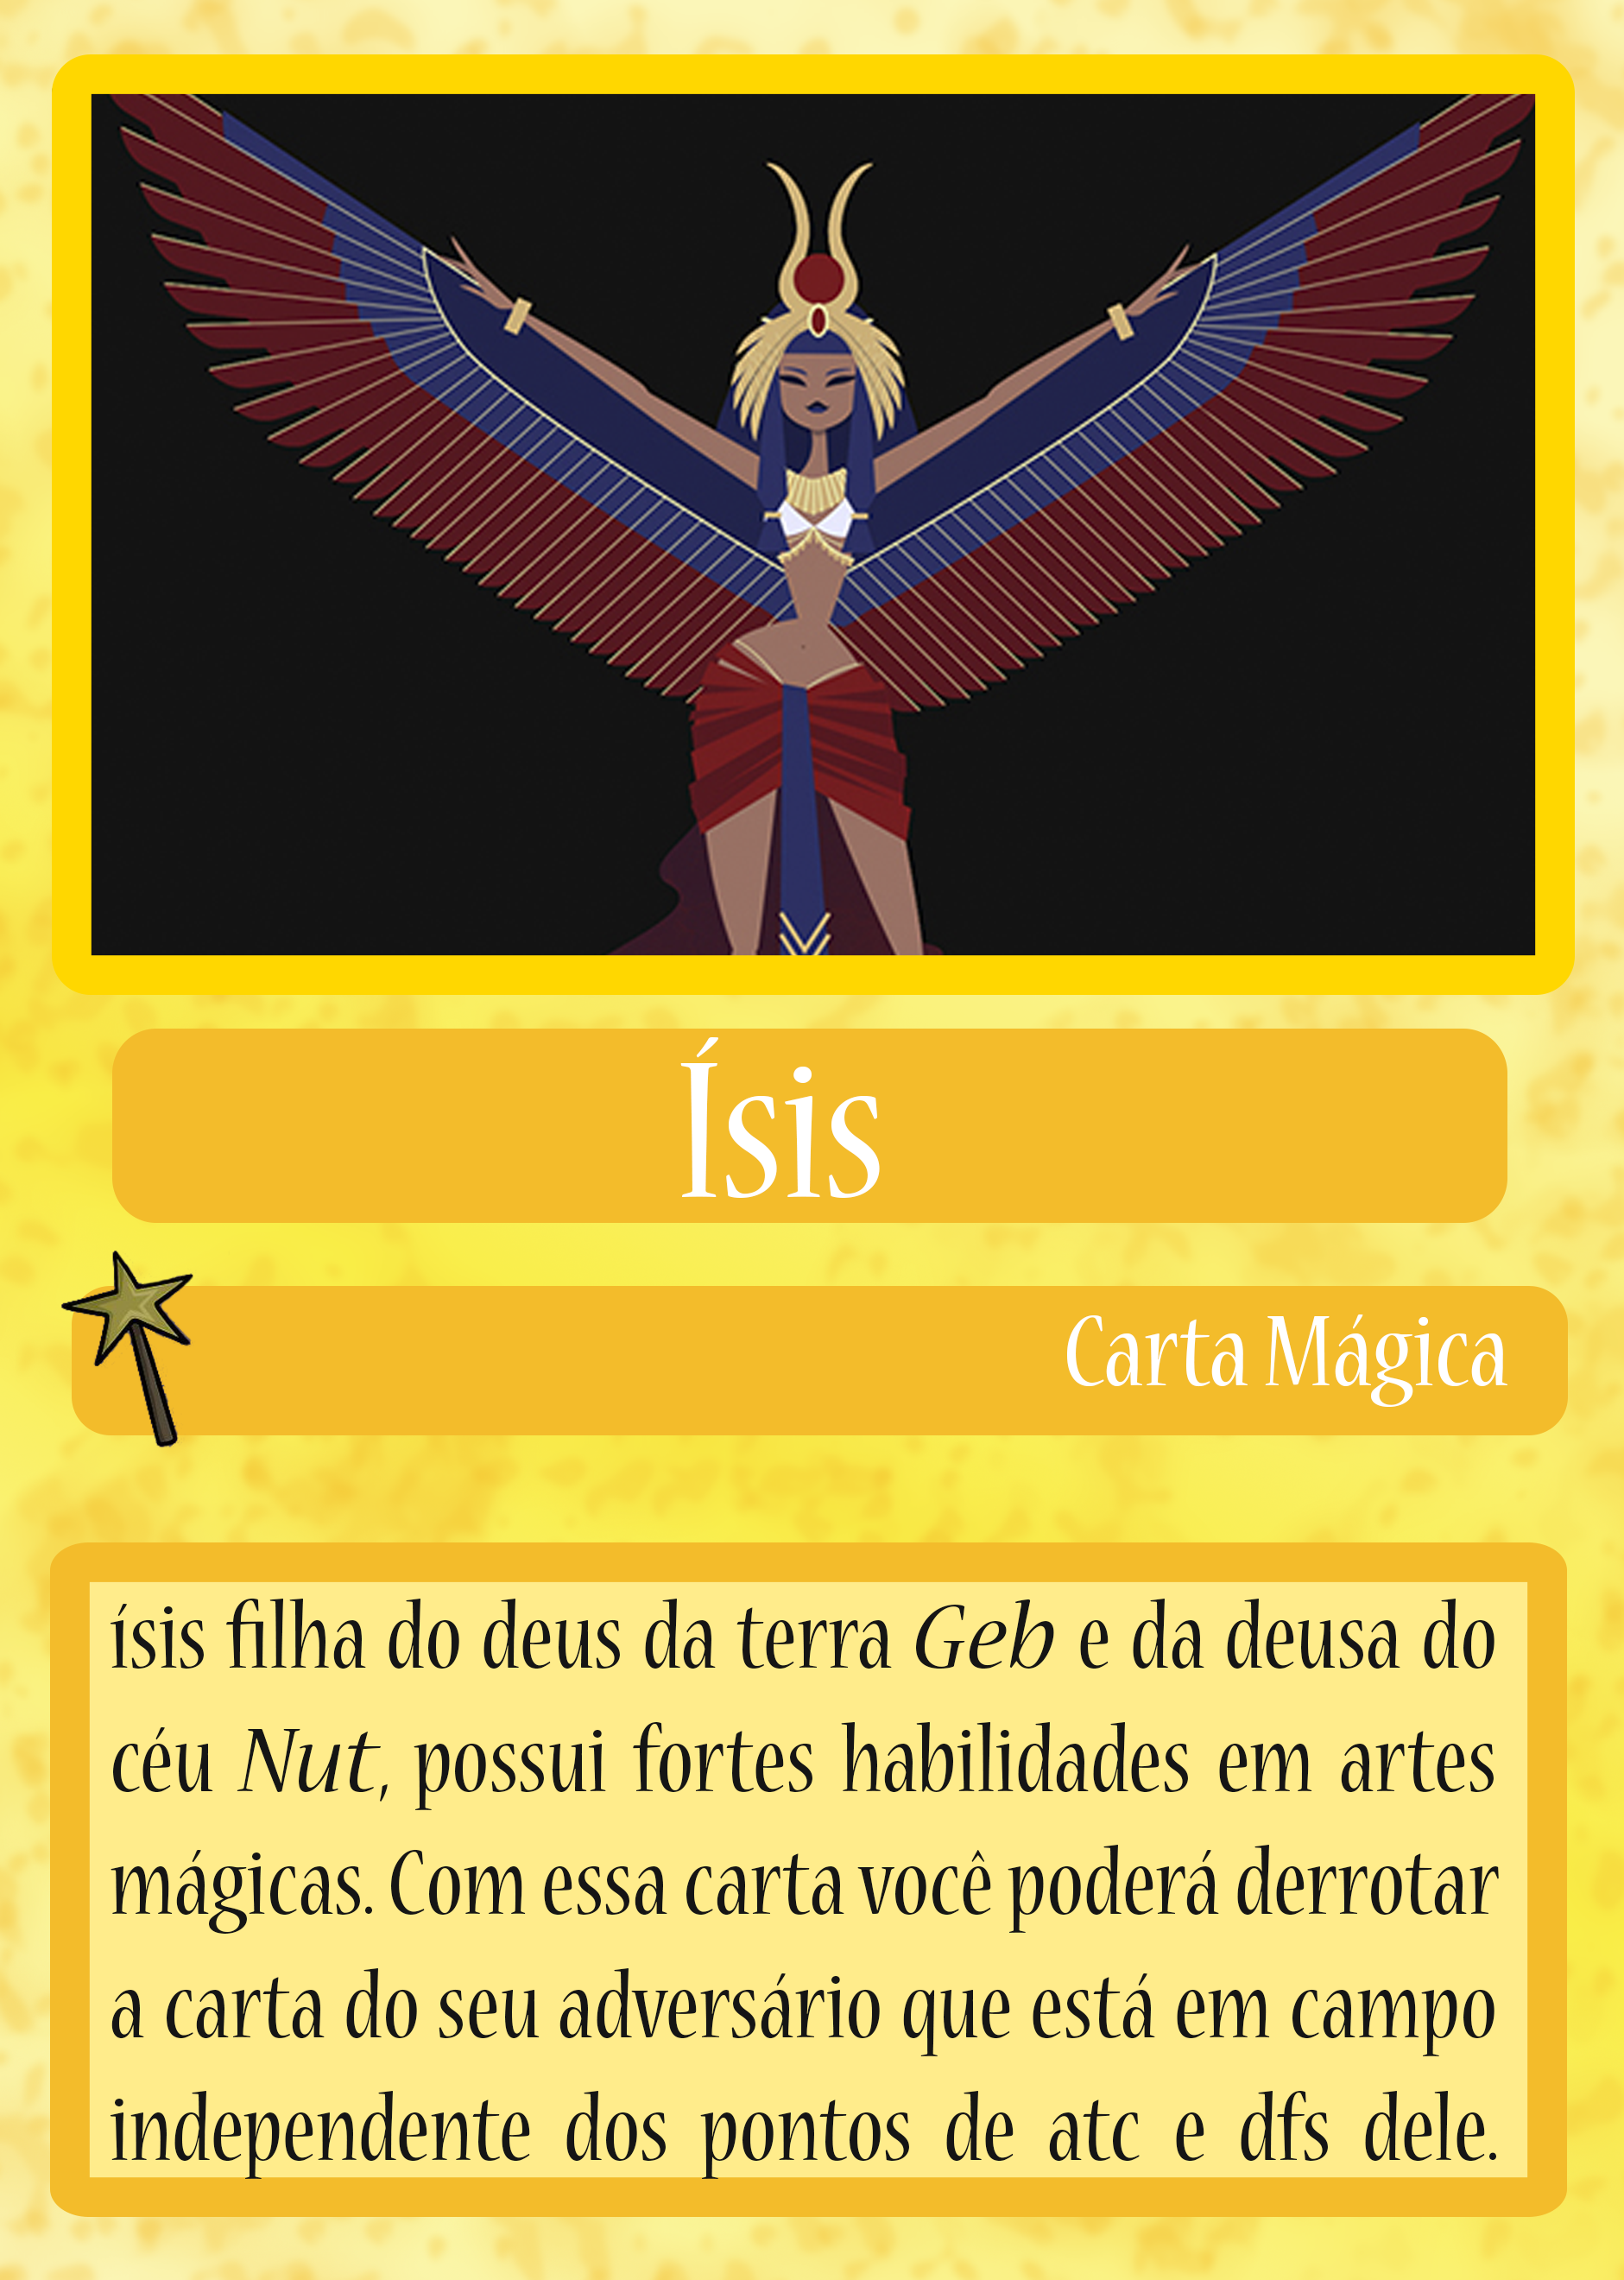 Ísis
Carta Mágica
ísis filha do deus da terra Geb e da deusa do
céu Nut, possui fortes habilidades em artes
mágicas. Com essa carta você poderá derrotar
a carta do seu adversário que está em campo
independente dos pontos de atc e dfs dele.